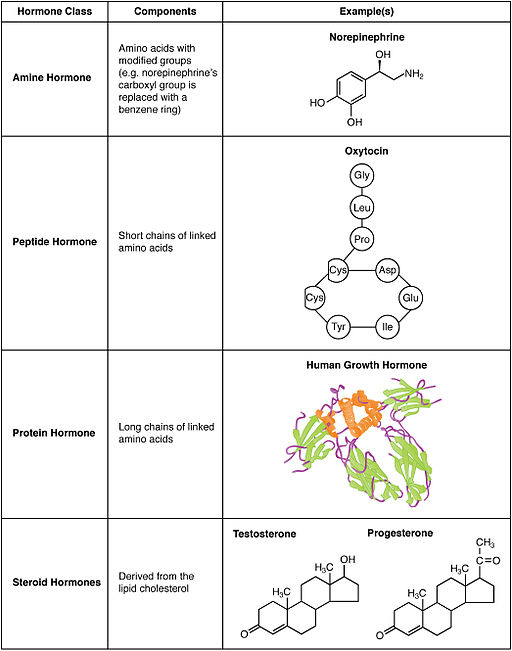 Hormone Class
Components
Example(s)
Amine Hormone
Amino acids with
modified groups
(e.g. norepinephrine's
carboxyl group is
replaced with a
benzene ring)
Norepinephrine
OH
NH₂
HO
OH
Peptide Hormone
Short chains of linked
amino acids
Oxytocin
Gly
Leu
Pro
Cys
Asp
Cys
Glu
Tyr
Ile
Protein Hormone
Long chains of linked
amino acids
Human Growth Hormone
Steroid Hormones
Derived from the
lipid cholesterol
Testosterone
OH
H₃C
H₃C
O
Progesterone
CH₃
C=O
H₃C
H₃C
O